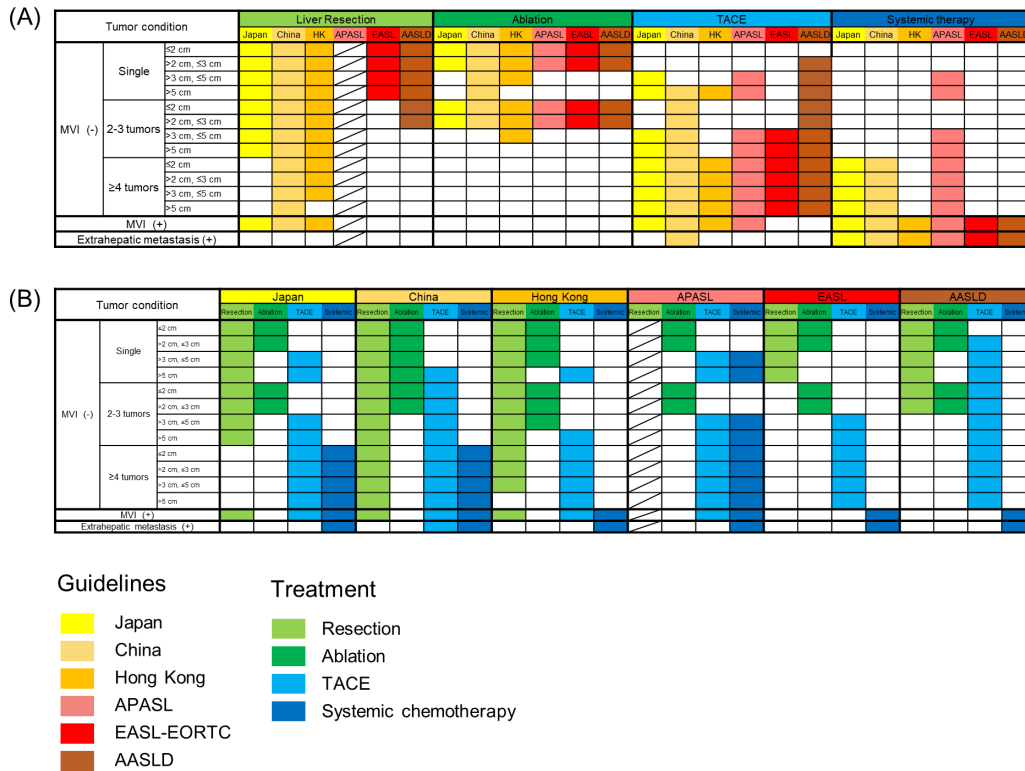 (A)
Tumor condition Liver Resection Ablation TACE Systemic therapy
Japan China HK APASL EASL AASLD Japan China HK APASL EASL AASLD Japan China HK APASL EASL AASLD Japan China HK APASL EASL AASLD
MVI (-) Single ≤2 cm
>2 cm, ≤3 cm
>3 cm, ≤5 cm
>5 cm
2-3 tumors ≤2 cm
>2 cm, ≤3 cm
>3 cm, ≤5 cm
>5 cm
≥4 tumors ≤2 cm
>2 cm, ≤3 cm
>3 cm, ≤5 cm
>5 cm
MVI (+)
Extrahepatic metastasis (+)
(B)
Tumor condition Japan China Hong Kong APASL EASL AASLD
Resection Ablation TACE Systemic Resection Ablation TACE Systemic Resection Ablation TACE Systemic Resection Ablation TACE Systemic Resection Ablation TACE Systemic Resection Ablation TACE Systemic
MVI (-) Single ≤2 cm
>2 cm, ≤3 cm
>3 cm, ≤5 cm
>5 cm
2-3 tumors ≤2 cm
>2 cm, ≤3 cm
>3 cm, ≤5 cm
>5 cm
≥4 tumors ≤2 cm
>2 cm, ≤3 cm
>3 cm, ≤5 cm
>5 cm
MVI (+)
Extrahepatic metastasis (+)
Guidelines
Japan
China
Hong Kong
APASL
EASL-EORTC
AASLD
Treatment
Resection
Ablation
TACE
Systemic chemotherapy